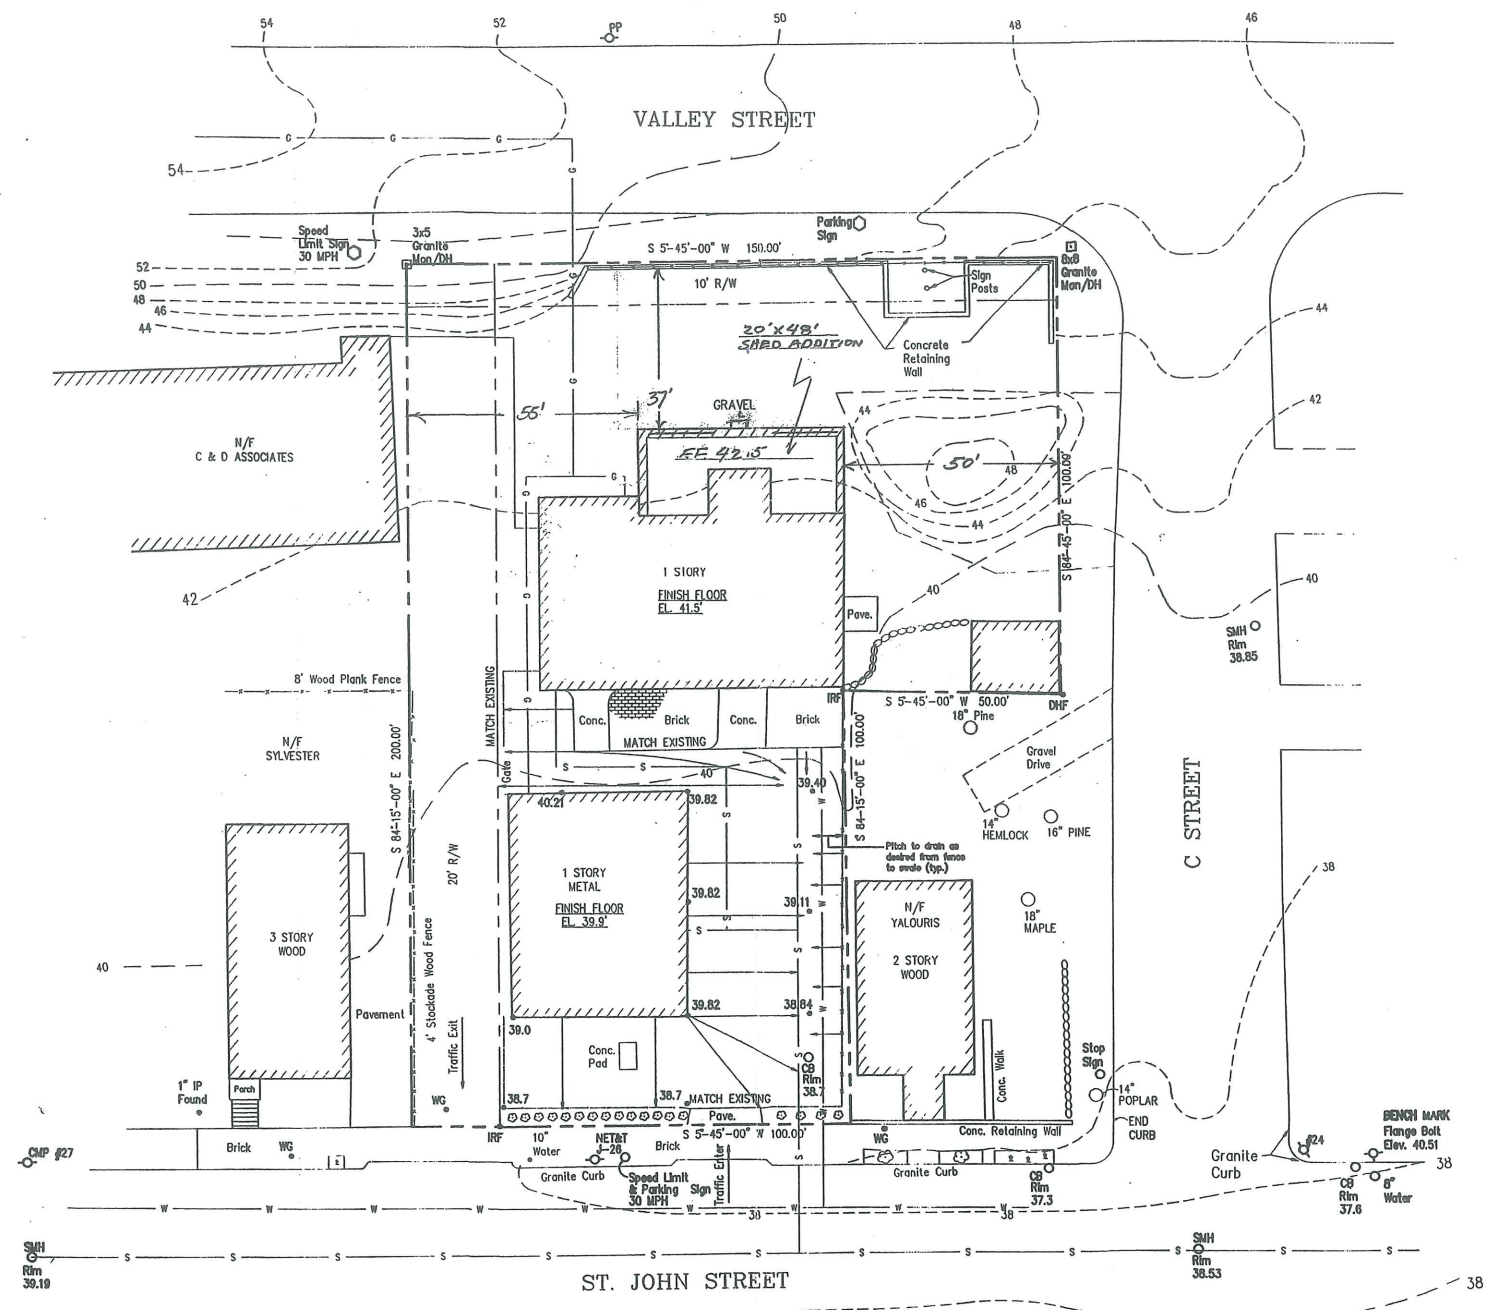 54
52
50
48
46
PP
VALLEY STREET
G G G
G
54
Speed
Limit Sign
30 MPH
3x5
Granite
Mon/DH
Parking
Sign
S 5°-45'-00" W 150.00'
8x8
Granite
Mon/DH
52
50
48
46
44
G
10' R/W
Sign
Posts
44
20'X48'
SHED ADDITION
Concrete
Retaining
Wall
G
55'
37'
GRAVEL
44
42
N/F
C & D ASSOCIATES
50'
48
46
44
S 84°-45'-00" E 100.00'
G
G
42
1 STORY
FINISH FLOOR
EL. 41.5'
G
40
40
Pave.
SMH
Rim
38.85
8' Wood Plank Fence
MATCH EXISTING
G
IRF
S 5°-45'-00" W 50.00'
DHF
18" Pine
Conc.
Brick
Conc.
Brick
MATCH EXISTING
N/F
SYLVESTER
S 84°-15'-00" E 200.00'
S 84°-15'-00" E 100.00'
Gravel
Drive
Gate
S S
40
39.40
40.21
39.82
W
S
14"
HEMLOCK
16" PINE
C STREET
Pitch to drain as
desired from fence
to swale (typ.)
S
20' R/W
1 STORY
METAL
FINISH FLOOR
EL. 39.9'
39.82
39.11
S
S
N/F
YALOURIS
2 STORY
WOOD
38
18"
MAPLE
3 STORY
WOOD
40
4' Stockade Wood Fence
S
W
39.82
38.84
W
Pavement
39.0
Traffic Exit
Conc.
Pad
S
CB
Rim
38.7
Conc. Walk
Stop
Sign
14"
POPLAR
1" IP
Found
Porch
WG
38.7
38.7
MATCH EXISTING
Pave.
END
CURB
IRF
S 5°-45'-00" W 100.00'
Conc. Retaining Wall
BENCH MARK
Flange Bolt
Elev. 40.51
CMP #27
Brick
WG
10"
Water
NET&T
J-26
Brick
WG
#24
38
Granite Curb
Speed Limit
& Parking Sign
30 MPH
Traffic Enter
S
Granite Curb
CB
Rim
37.3
Granite
Curb
CB
Rim
37.6
8"
Water
W W W W W W W W
38
38
SMH
Rim
39.19
S S S S S S S S S S S
SMH
Rim
38.53
ST. JOHN STREET
38